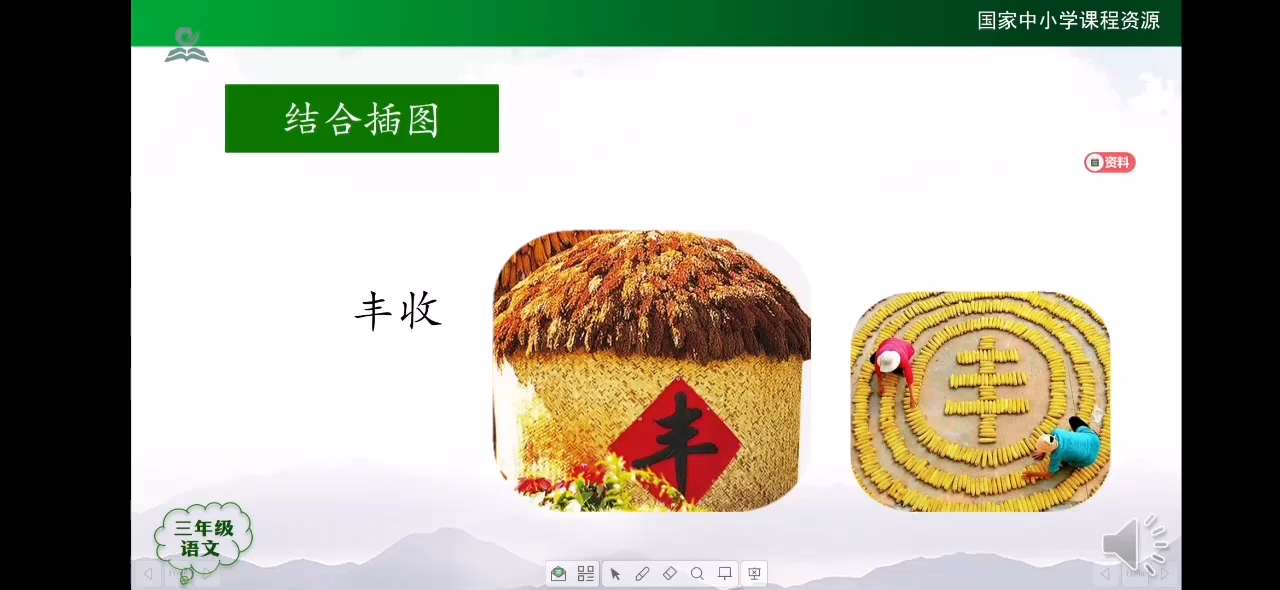 国家中小学课程资源
结合插图
资料
丰收
丰
丰
三年级
语文